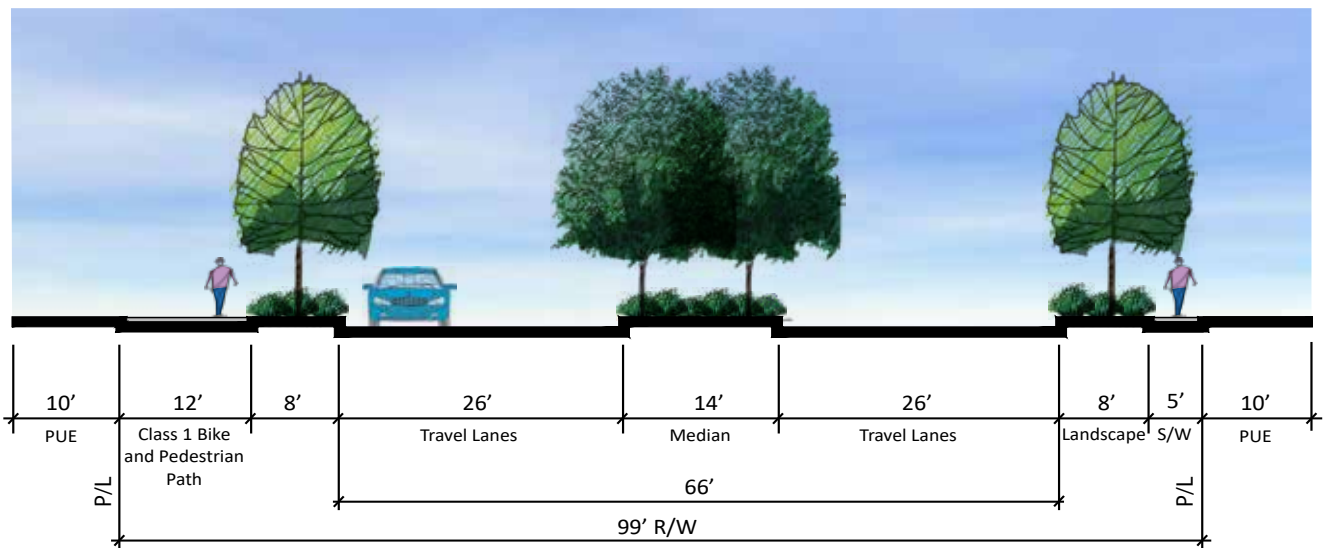 10’ 12’ 8’ 26’ 14’ 26’ 8’ 5’ 10’
PUE Class 1 Bike Travel Lanes Median Travel Lanes Landscape S/W PUE
and Pedestrian
Path
P/L P/L
66’
99’ R/W